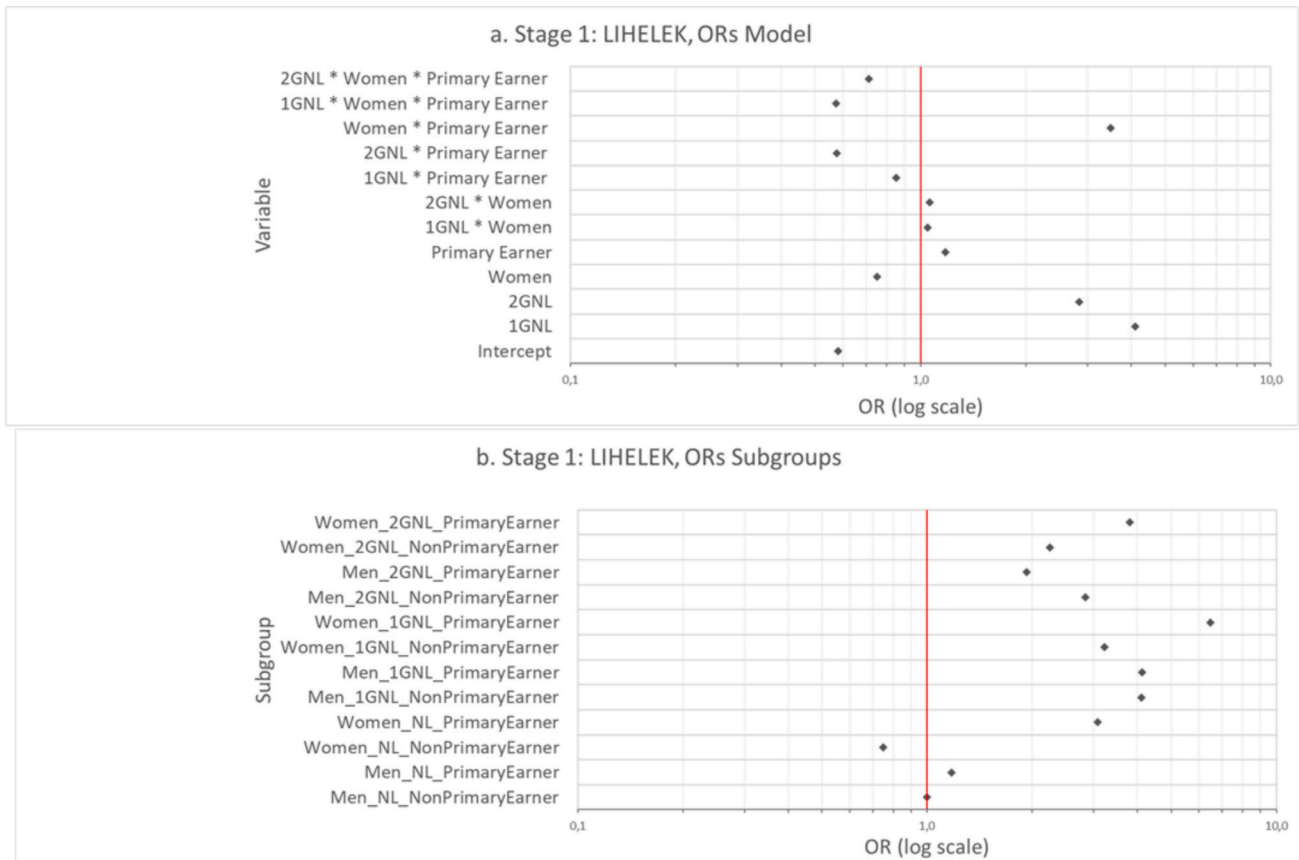 a. Stage 1: LIHELEK, ORs Model
Variable
2GNL * Women * Primary Earner
1GNL * Women * Primary Earner
Women * Primary Earner
2GNL * Primary Earner
1GNL * Primary Earner
2GNL * Women
1GNL * Women
Primary Earner
Women
2GNL
1GNL
Intercept
0,1 1,0 10,0
OR (log scale)
b. Stage 1: LIHELEK, ORs Subgroups
Subgroup
Women_2GNL_PrimaryEarner
Women_2GNL_NonPrimaryEarner
Men_2GNL_PrimaryEarner
Men_2GNL_NonPrimaryEarner
Women_1GNL_PrimaryEarner
Women_1GNL_NonPrimaryEarner
Men_1GNL_PrimaryEarner
Men_1GNL_NonPrimaryEarner
Women_NL_PrimaryEarner
Women_NL_NonPrimaryEarner
Men_NL_PrimaryEarner
Men_NL_NonPrimaryEarner
0,1 1,0 10,0
OR (log scale)